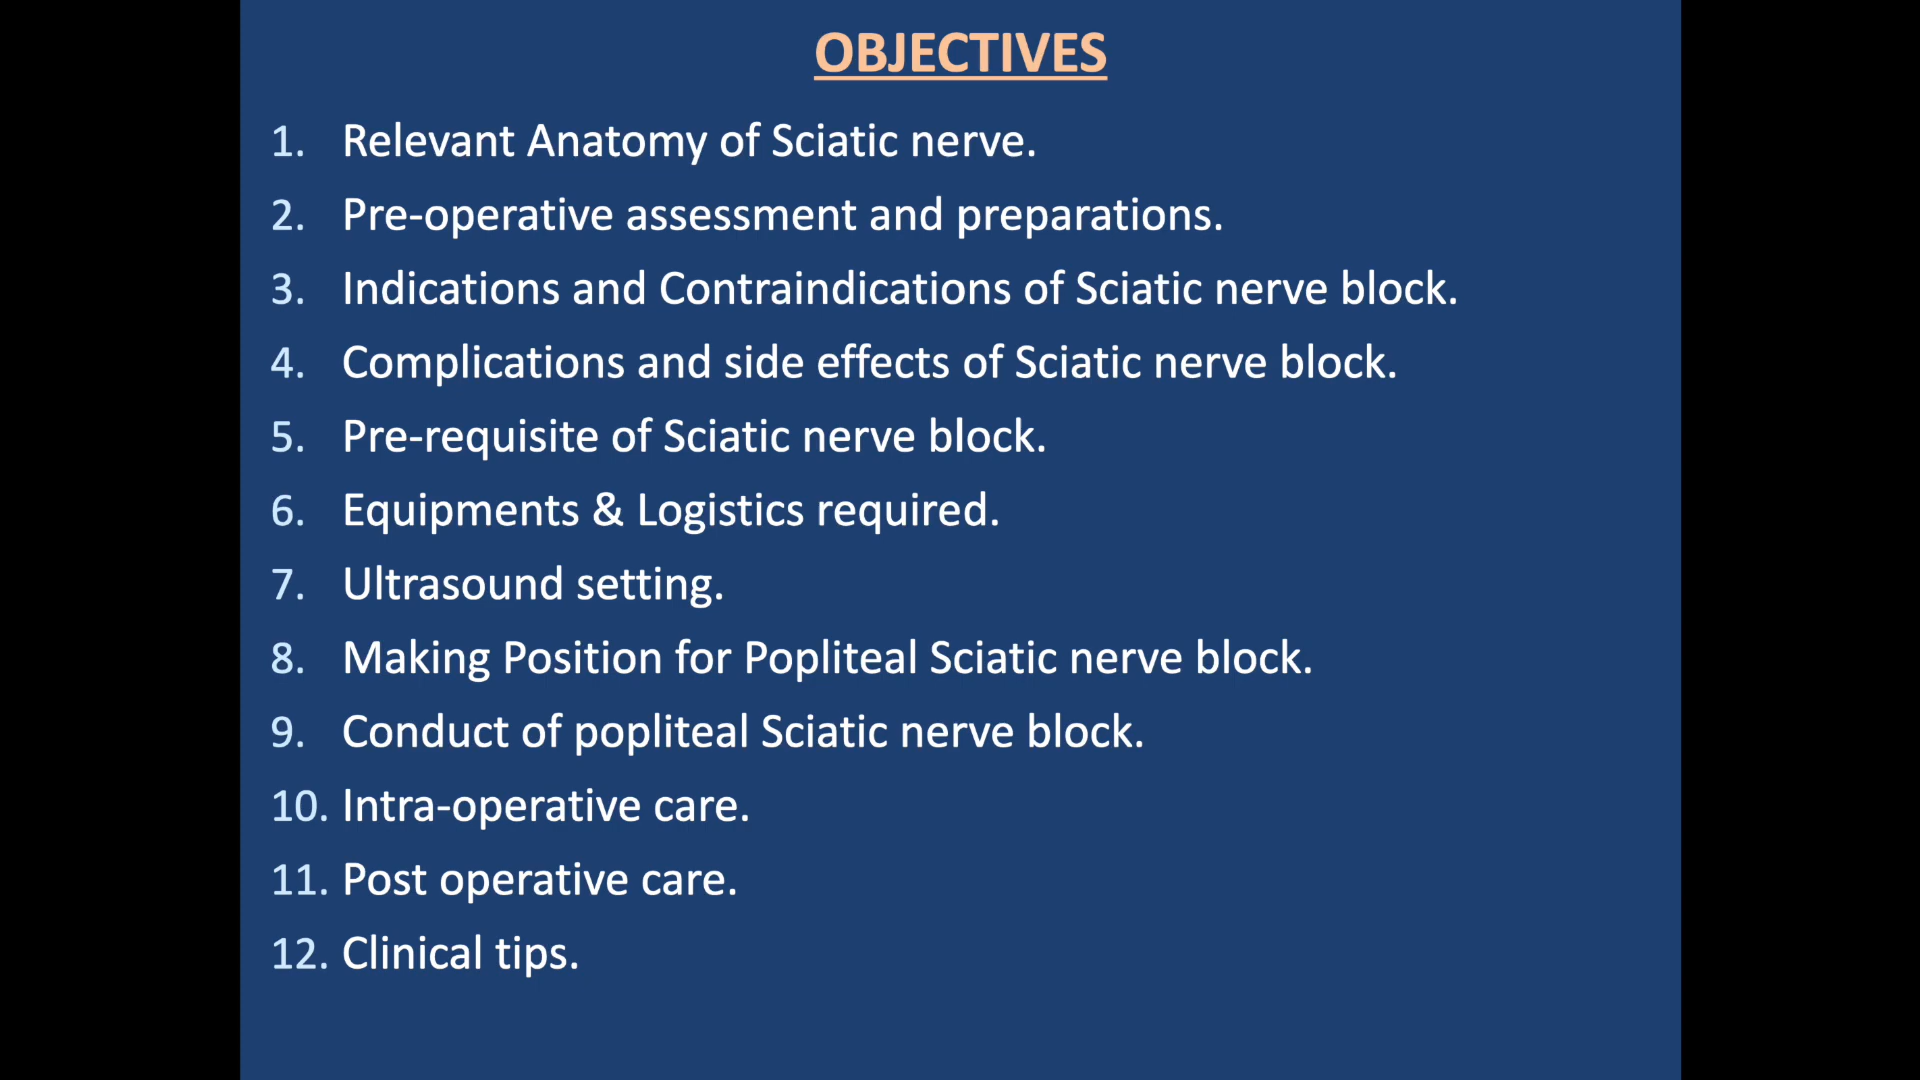 OBJECTIVES
1. Relevant Anatomy of Sciatic nerve.
2. Pre-operative assessment and preparations.
3. Indications and Contraindications of Sciatic nerve block.
4. Complications and side effects of Sciatic nerve block.
5. Pre-requisite of Sciatic nerve block.
6. Equipments & Logistics required.
7. Ultrasound setting.
8. Making Position for Popliteal Sciatic nerve block.
9. Conduct of popliteal Sciatic nerve block.
10. Intra-operative care.
11. Post operative care.
12. Clinical tips.